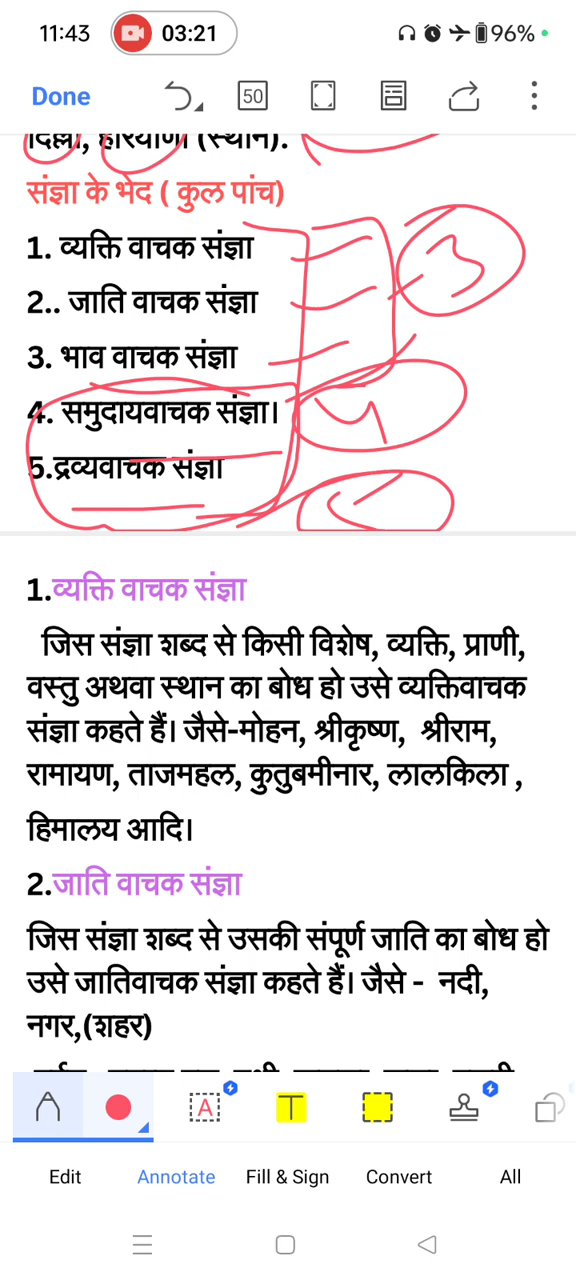 11:43 03:21 96%
Done 50
दिल्ली, हरियाणा (स्थान).
संज्ञा के भेद ( कुल पांच)
1. व्यक्ति वाचक संज्ञा
2.. जाति वाचक संज्ञा
3. भाव वाचक संज्ञा
4. समुदायवाचक संज्ञा।
5.द्रव्यवाचक संज्ञा
3
1.व्यक्ति वाचक संज्ञा
जिस संज्ञा शब्द से किसी विशेष, व्यक्ति, प्राणी,
वस्तु अथवा स्थान का बोध हो उसे व्यक्तिवाचक
संज्ञा कहते हैं। जैसे-मोहन, श्रीकृष्ण, श्रीराम,
रामायण, ताजमहल, कुतुबमीनार, लालकिला ,
हिमालय आदि।
2.जाति वाचक संज्ञा
जिस संज्ञा शब्द से उसकी संपूर्ण जाति का बोध हो
उसे जातिवाचक संज्ञा कहते हैं। जैसे - नदी,
नगर,(शहर)
A T
Edit Annotate Fill & Sign Convert All